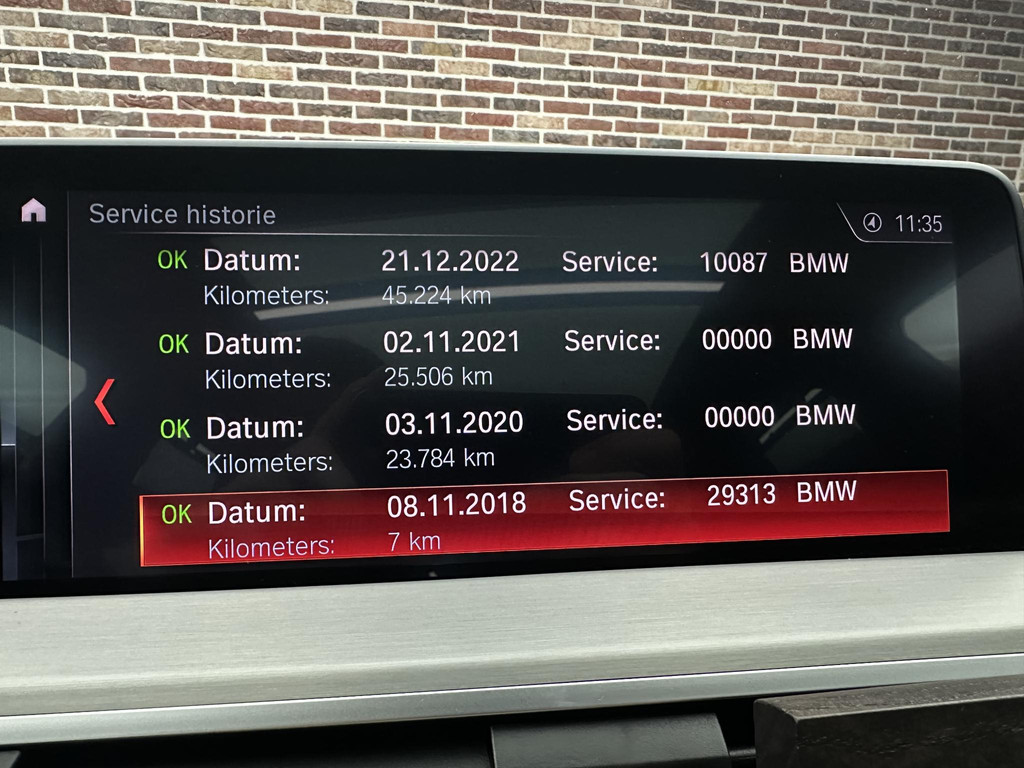 Service historie
11:35
OK Datum: 21.12.2022 Service: 10087 BMW
Kilometers: 45.224 km
OK Datum: 02.11.2021 Service: 00000 BMW
Kilometers: 25.506 km
OK Datum: 03.11.2020 Service: 00000 BMW
Kilometers: 23.784 km
OK Datum: 08.11.2018 Service: 29313 BMW
Kilometers: 7 km